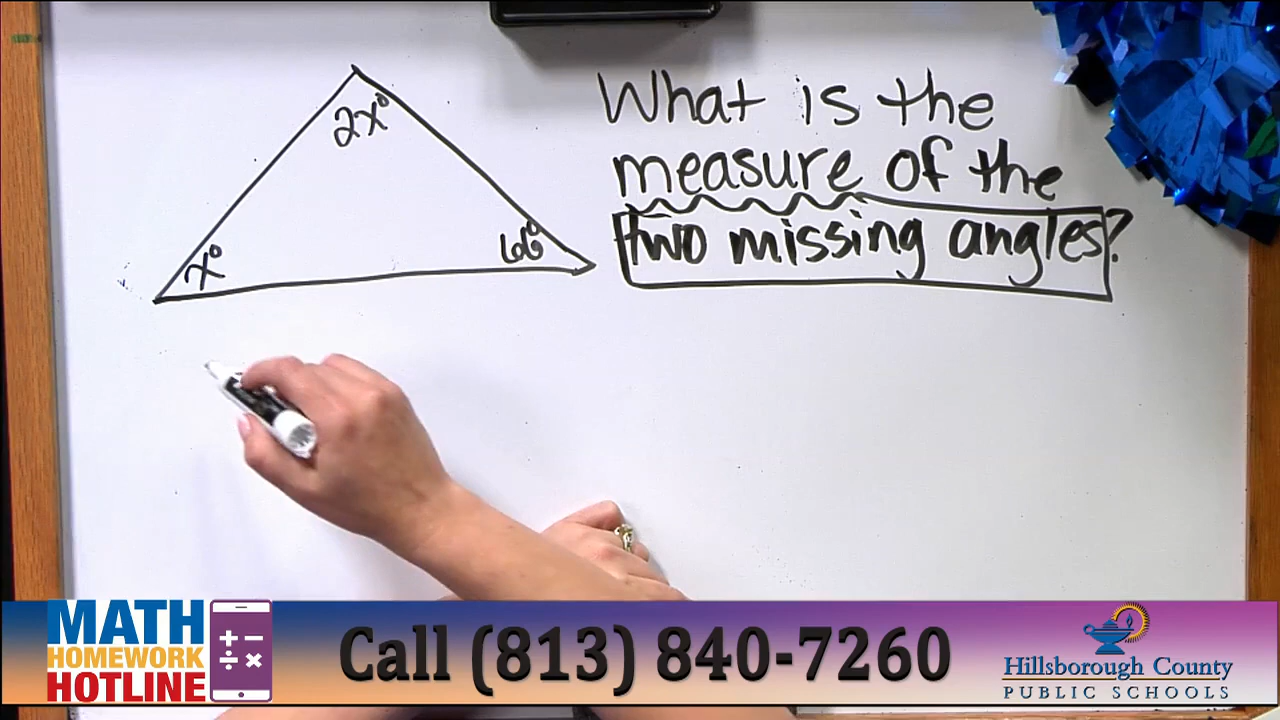 2x°
x°
66°
What is the
measure of the
two missing angles?
MATH
HOMEWORK
HOTLINE
+ −
÷ ×
Call (813) 840-7260
Hillsborough County
PUBLIC SCHOOLS